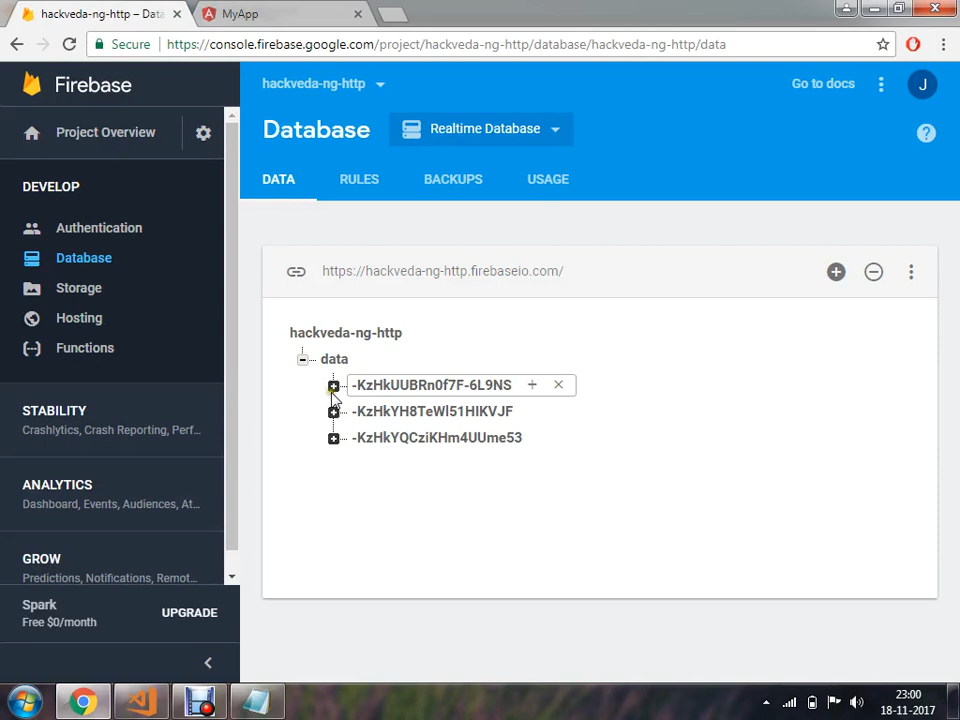 hackveda-ng-http – Data
MyApp
Secure
https://console.firebase.google.com/project/hackveda-ng-http/database/hackveda-ng-http/data
Firebase
hackveda-ng-http
Go to docs
J
Project Overview
Database
Realtime Database
?
DEVELOP
DATA
RULES
BACKUPS
USAGE
Authentication
Database
Storage
Hosting
Functions
https://hackveda-ng-http.firebaseio.com/
hackveda-ng-http
data
-KzHkUUBRn0f7F-6L9NS
-KzHkYH8TeWl51HIKVJF
-KzHkYQCziKHm4UUme53
STABILITY
Crashlytics, Crash Reporting, Perf...
ANALYTICS
Dashboard, Events, Audiences, At...
GROW
Predictions, Notifications, Remot...
Spark
Free $0/month
UPGRADE
23:00
18-11-2017